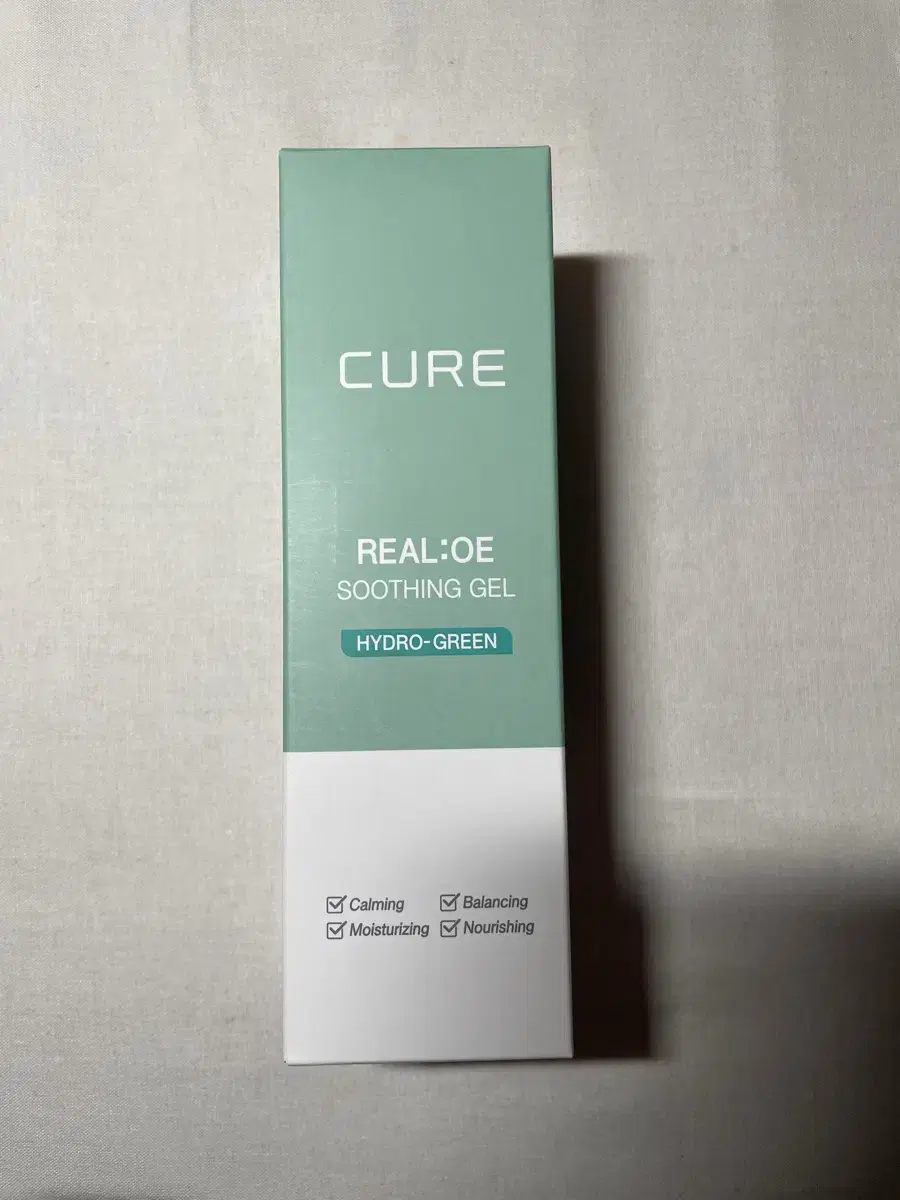 CURE
REAL:OE
SOOTHING GEL
HYDRO-GREEN
Calming
Balancing
Moisturizing
Nourishing